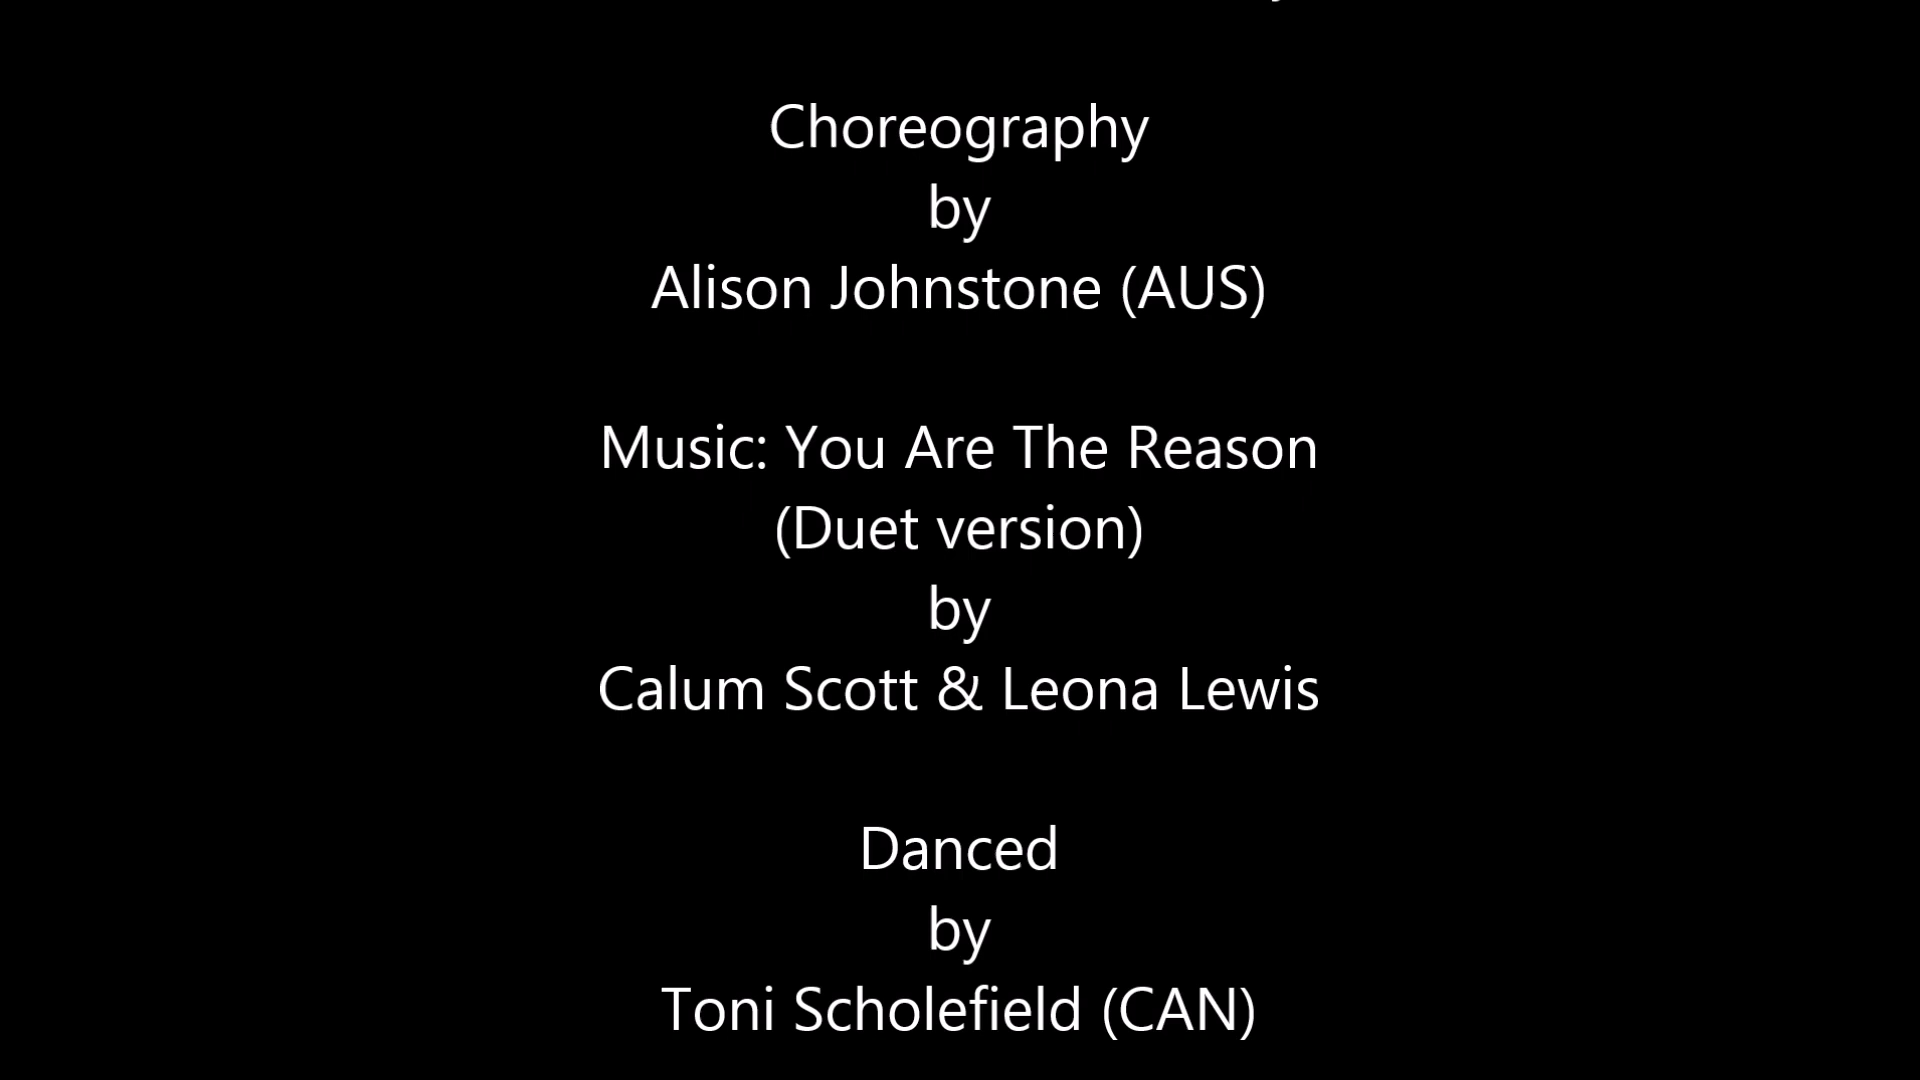 Choreography
by
Alison Johnstone (AUS)
Music: You Are The Reason
(Duet version)
by
Calum Scott & Leona Lewis
Danced
by
Toni Scholefield (CAN)